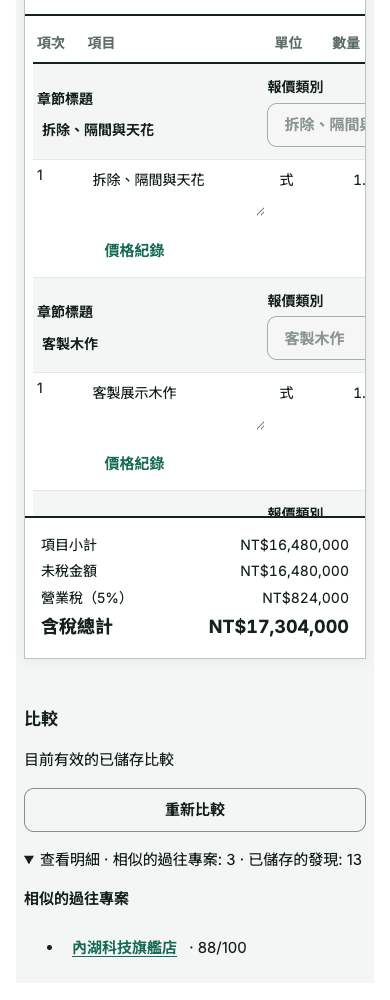 項次 項目 單位 數量
章節標題 報價類別
拆除、隔間與天花 拆除、隔間
1 拆除、隔間與天花 式 1.
價格紀錄
章節標題 報價類別
客製木作 客製木作
1 客製展示木作 式 1.
價格紀錄
報價類別
項目小計 NT$16,480,000
未稅金額 NT$16,480,000
營業稅（5%） NT$824,000
含稅總計 NT$17,304,000
比較
目前有效的已儲存比較
重新比較
▼ 查看明細 · 相似的過往專案: 3 · 已儲存的發現: 13
相似的過往專案
• 內湖科技旗艦店 · 88/100